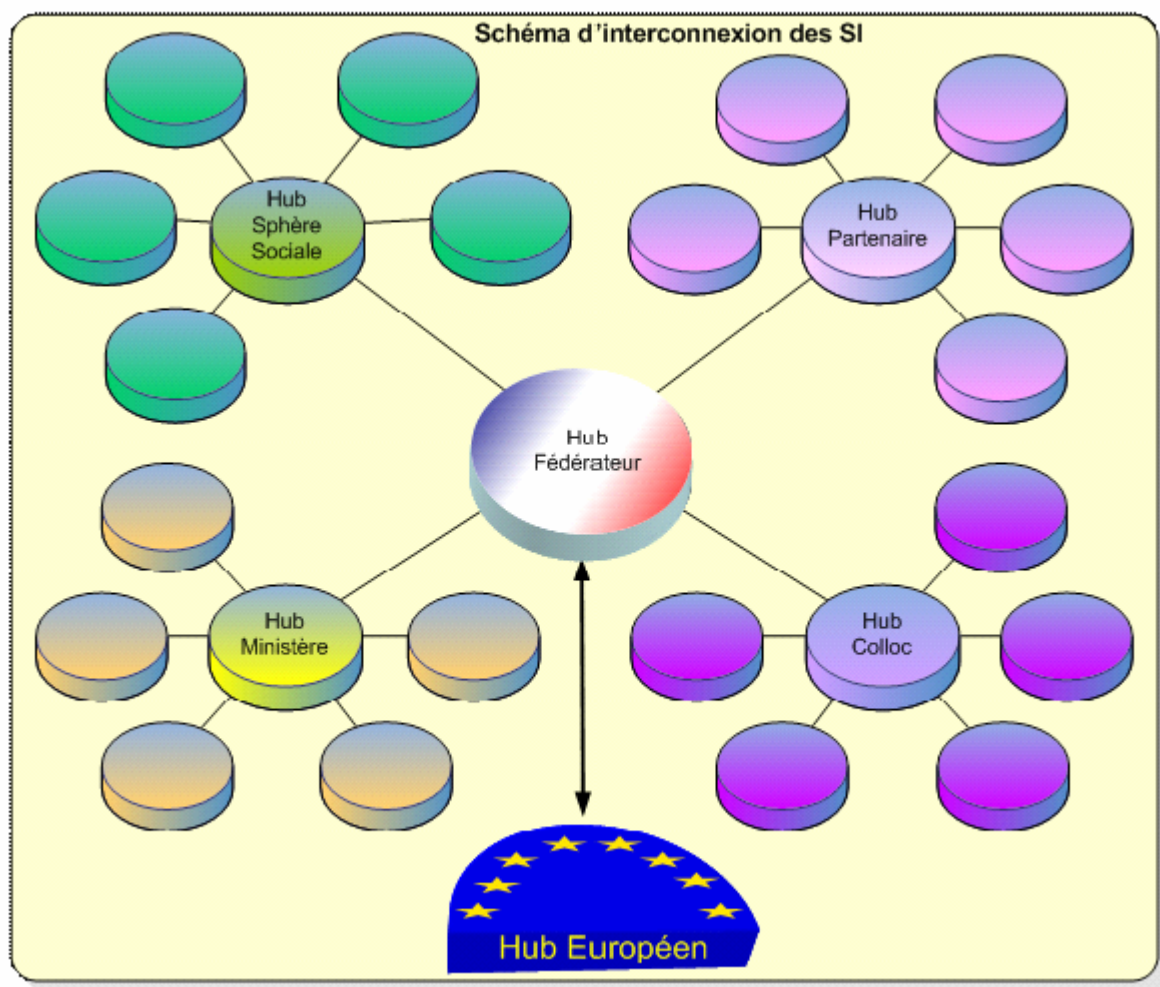 Schéma d'interconnexion des SI
Hub
Sphère
Sociale
Hub
Partenaire
Hub
Fédérateur
Hub
Ministère
Hub
Colloc
Hub Européen